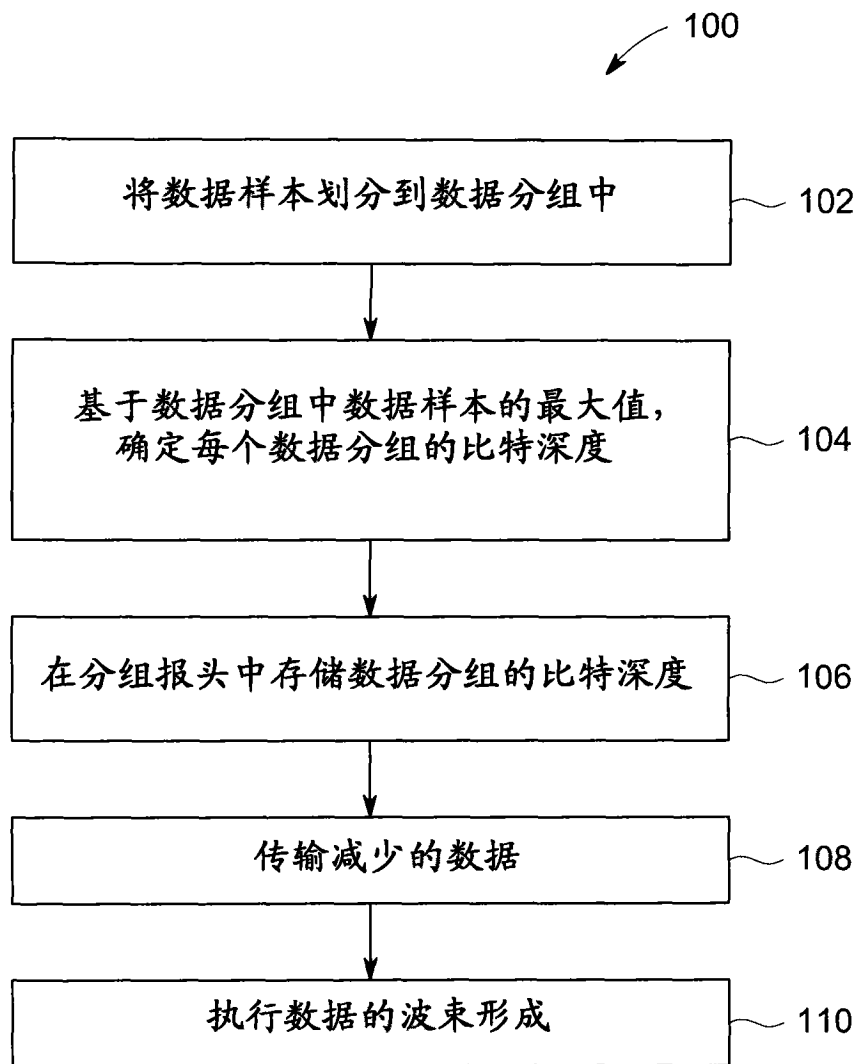 100
将数据样本划分到数据分组中
102
基于数据分组中数据样本的最大值，
确定每个数据分组的比特深度
104
在分组报头中存储数据分组的比特深度
106
传输减少的数据
108
执行数据的波束形成
110